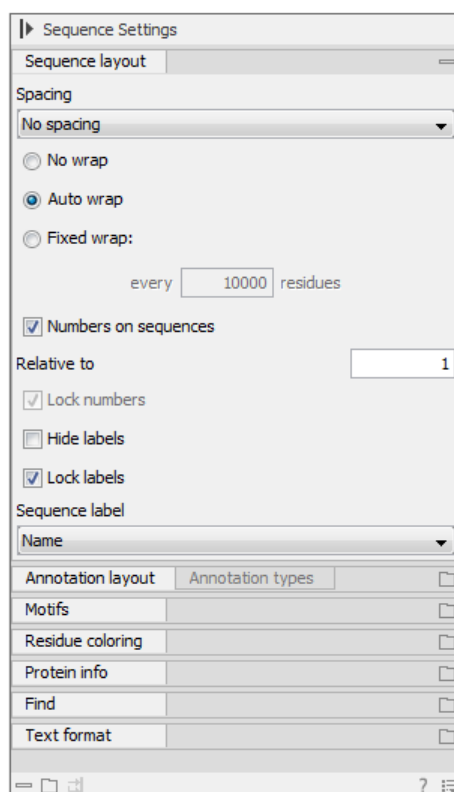 Sequence Settings
Sequence layout
Spacing
No spacing
No wrap
Auto wrap
Fixed wrap:
every 10000 residues
Numbers on sequences
Relative to 1
Lock numbers
Hide labels
Lock labels
Sequence label
Name
Annotation layout Annotation types
Motifs
Residue coloring
Protein info
Find
Text format
?